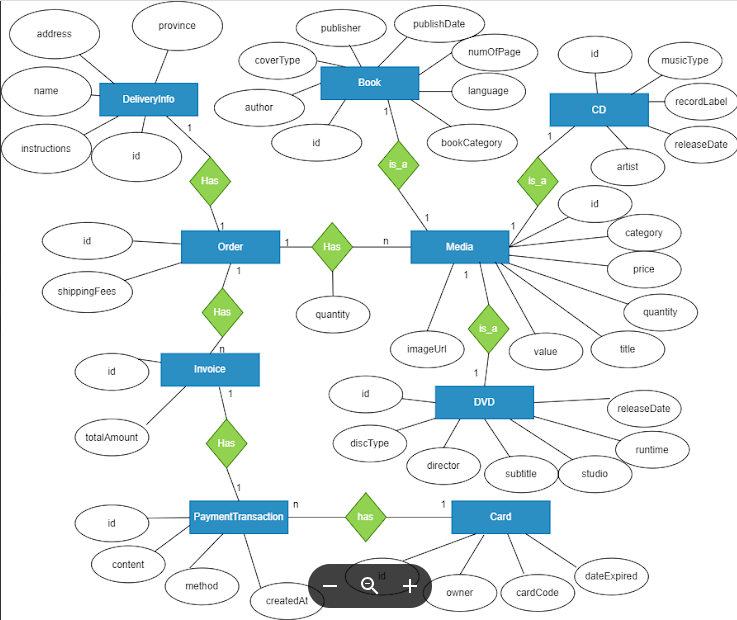 province
address
publisher
publishDate
numOfPage
id
musicType
coverType
Book
DeliveryInfo
name
language
recordLabel
CD
author
1
1
1
id
bookCategory
releaseDate
instructions
id
is_a
artist
Has
is_a
id
1
1
1
category
id
Order
1
Has
n
Media
price
shippingFees
1
1
quantity
Has
quantity
is_a
n
imageUrl
value
title
id
Invoice
1
1
id
DVD
releaseDate
totalAmount
Has
discType
runtime
director
subtitle
studio
1
n
1
id
PaymentTransaction
has
Card
content
id
dateExpired
method
owner
cardCode
createdAt